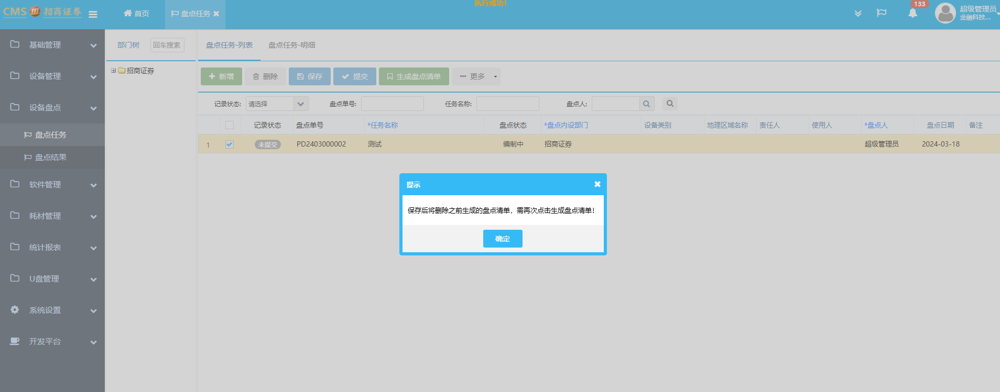 CMS 招商证券
首页
盘点任务
执行成功!
133
超级管理员
金融科技...
基础管理
设备管理
设备盘点
盘点任务
盘点结果
软件管理
耗材管理
统计报表
U盘管理
系统设置
开发平台
部门树 回车搜索
招商证券
盘点任务-列表 盘点任务-明细
新增 删除 保存 提交 生成盘点清单 更多
记录状态: 请选择 盘点单号: 任务名称: 盘点人:
记录状态 盘点单号 *任务名称 盘点状态 *盘点内设部门 设备类别 地理区域名称 责任人 使用人 *盘点人 盘点日期 备注
1 未提交 PD2403000002 测试 编制中 招商证券 超级管理员 2024-03-18
提示
保存后将删除之前生成的盘点清单，需再次点击生成盘点清单!
确定